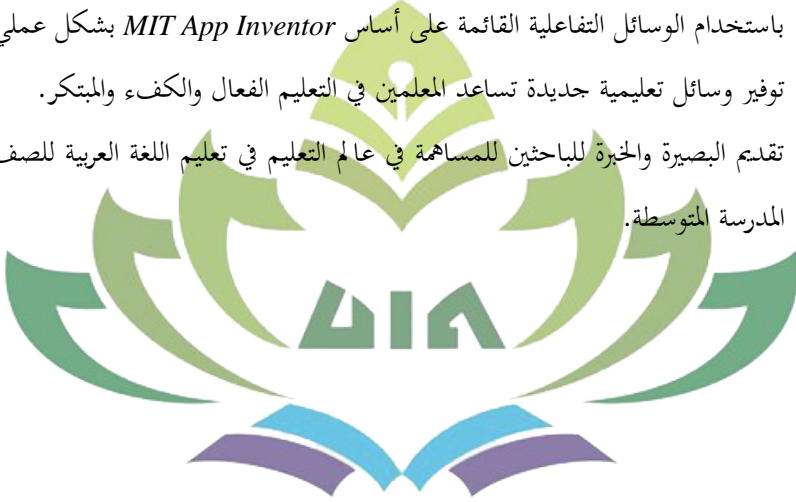 باستخدام الوسائل التفاعلية القائمة على أساس MIT App Inventor بشكل عملي
توفير وسائل تعليمية جديدة تساعد المعلمين في التعليم الفعال والكفء والمبتكر.
تقديم البصيرة والخبرة للباحثين للمساهمة في عالم التعليم في تعليم اللغة العربية للصف
المدرسة المتوسطة.
UIN